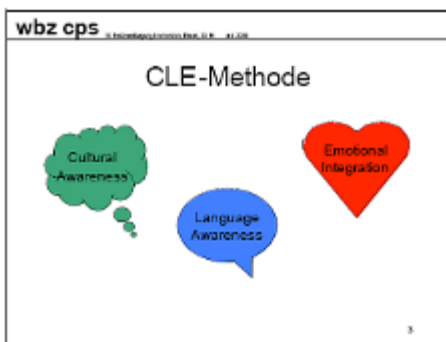 wbz cps
CLE-Methode
Cultural
Awareness
Emotional
Integration
Language
Awareness
3